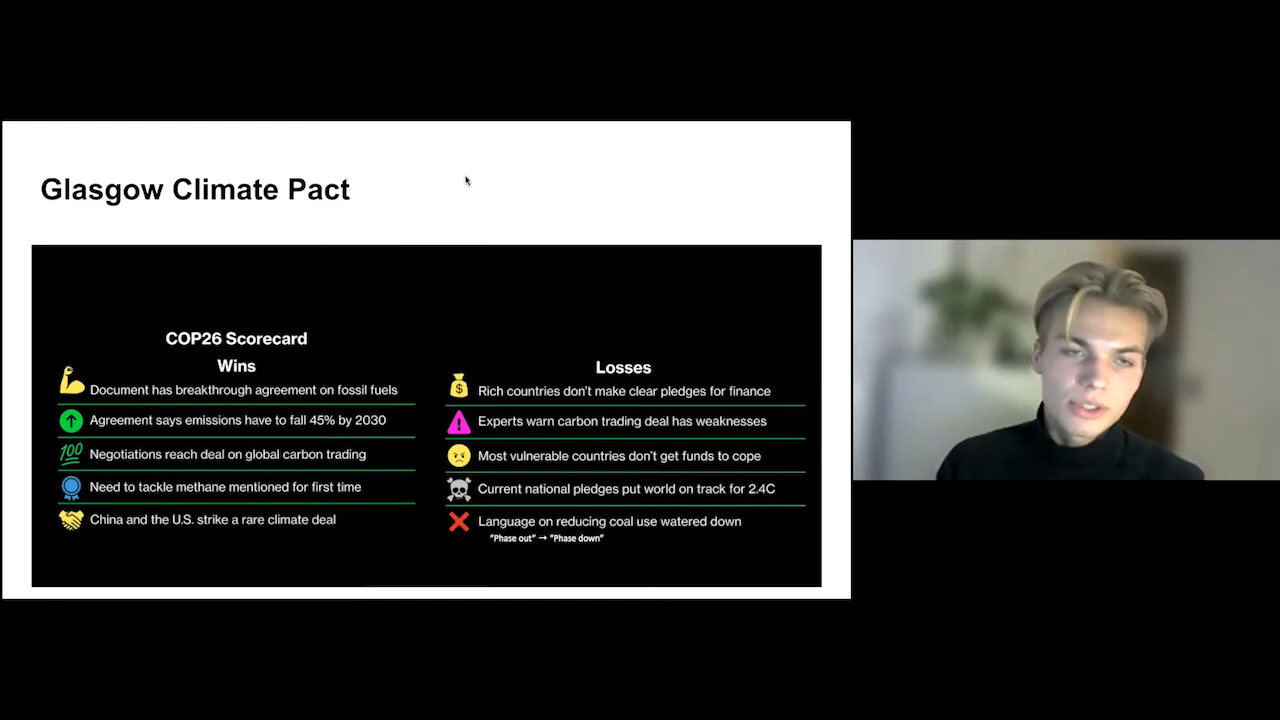 Glasgow Climate Pact
COP26 Scorecard
Wins
Document has breakthrough agreement on fossil fuels
Agreement says emissions have to fall 45% by 2030
100
Negotiations reach deal on global carbon trading
Need to tackle methane mentioned for first time
China and the U.S. strike a rare climate deal
Losses
$
Rich countries don't make clear pledges for finance
!
Experts warn carbon trading deal has weaknesses
Most vulnerable countries don't get funds to cope
Current national pledges put world on track for 2.4C
Language on reducing coal use watered down
“Phase out” → “Phase down”